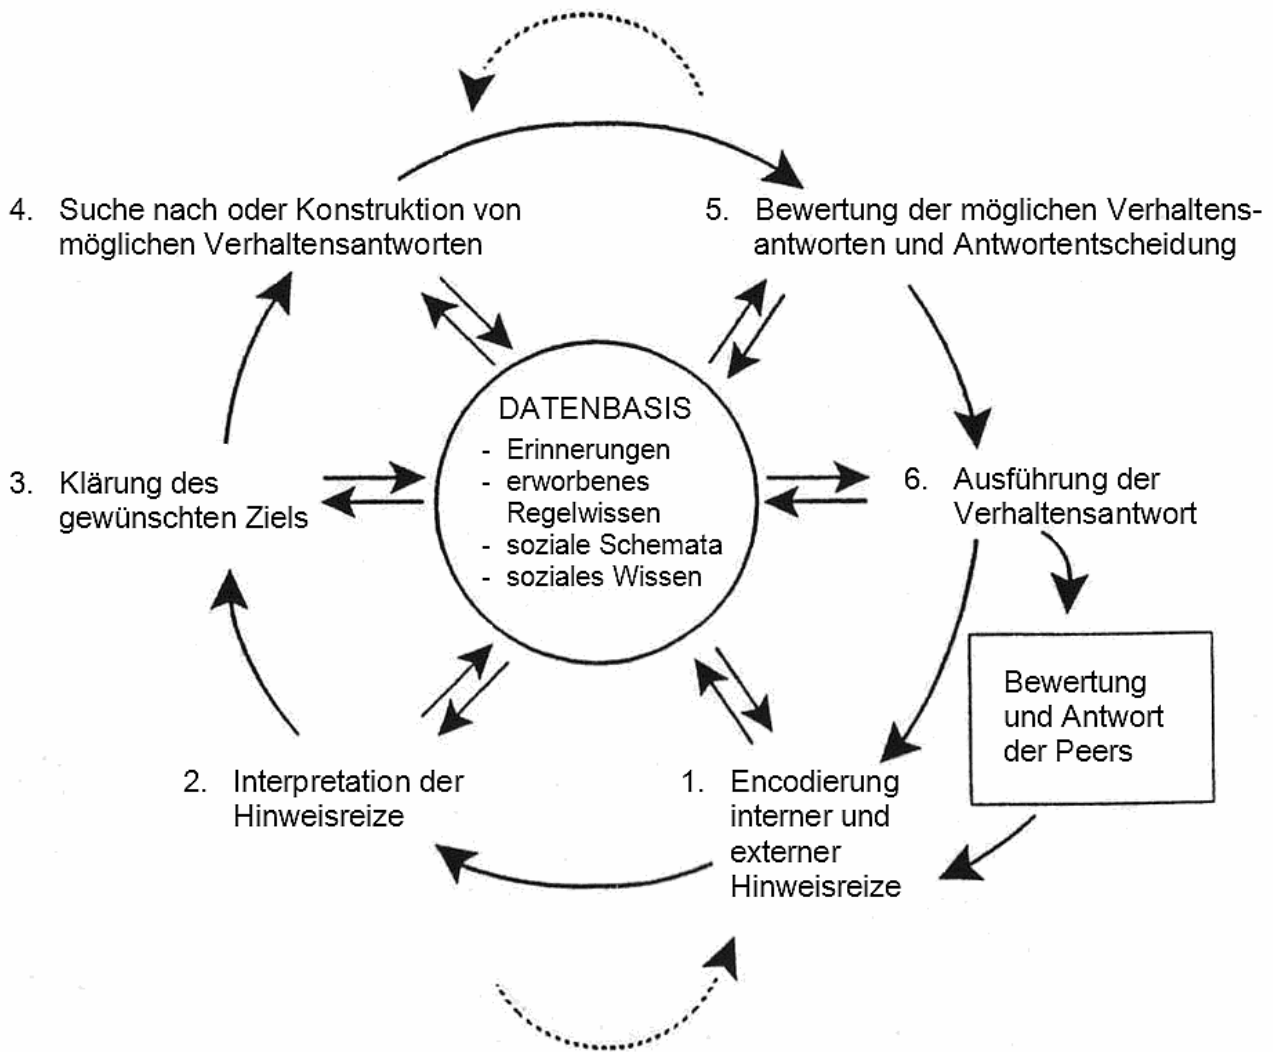 4. Suche nach oder Konstruktion von
möglichen Verhaltensantworten
5. Bewertung der möglichen Verhaltens-
antworten und Antwortentscheidung
DATENBASIS
- Erinnerungen
- erworbenes
Regelwissen
- soziale Schemata
- soziales Wissen
3. Klärung des
gewünschten Ziels
6. Ausführung der
Verhaltensantwort
Bewertung
und Antwort
der Peers
2. Interpretation der
Hinweisreize
1. Encodierung
interner und
externer
Hinweisreize